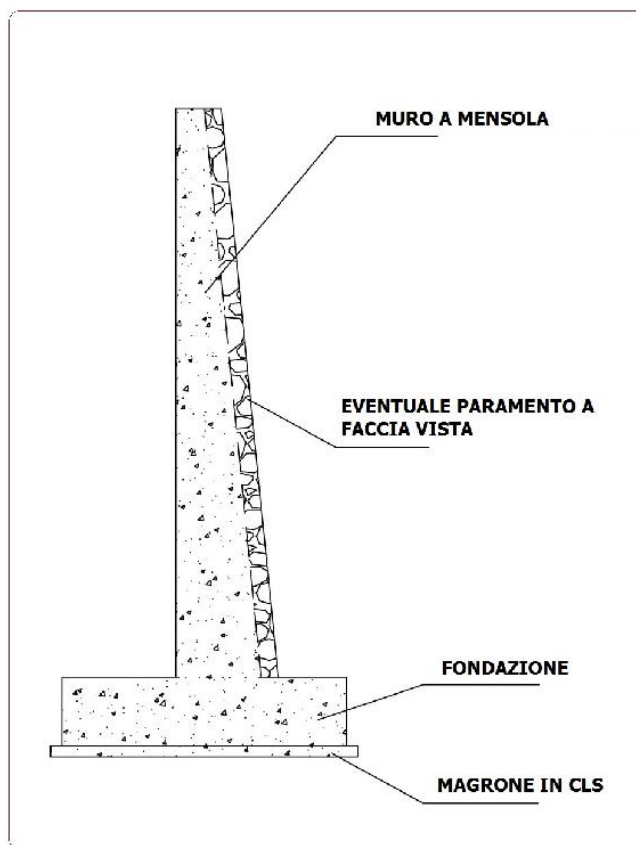 MURO A MENSOLA
EVENTUALE PARAMENTO A
FACCIA VISTA
FONDAZIONE
MAGRONE IN CLS